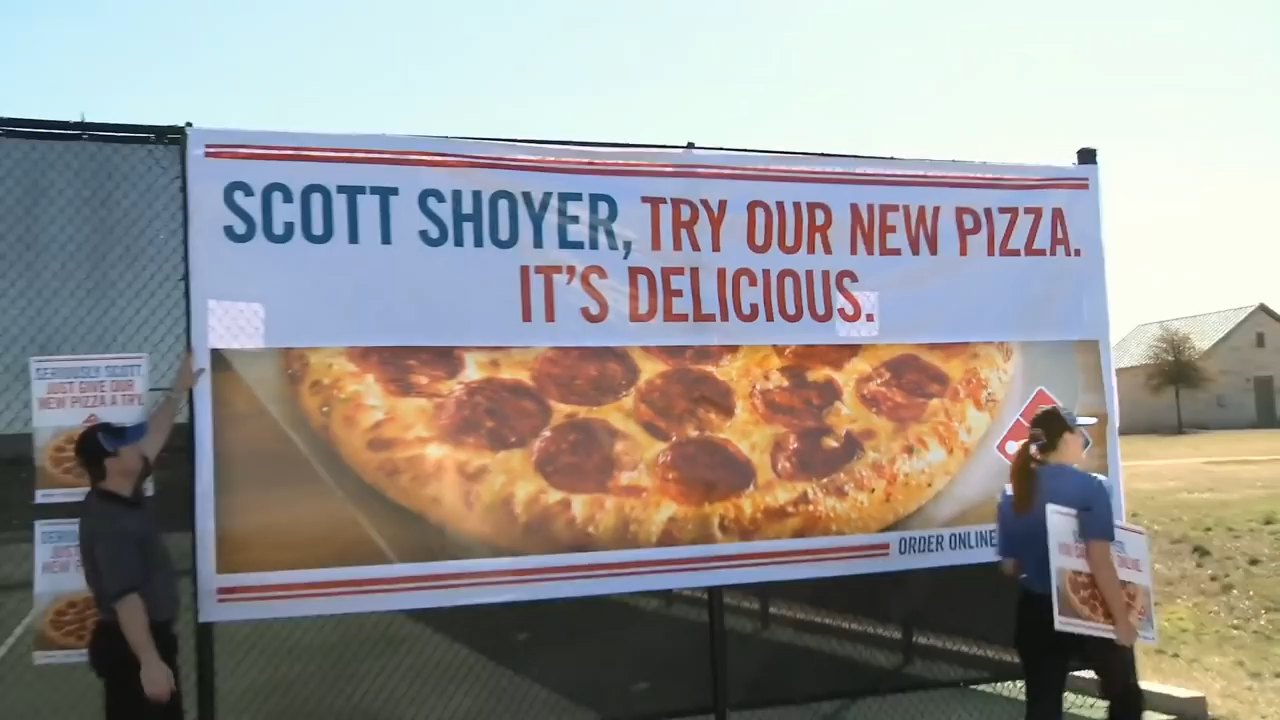 SCOTT SHOYER, TRY OUR NEW PIZZA.
IT'S DELICIOUS.
ORDER ONLINE
SERIOUSLY SCOTT,
JUST GIVE OUR
NEW PIZZA A TRY.